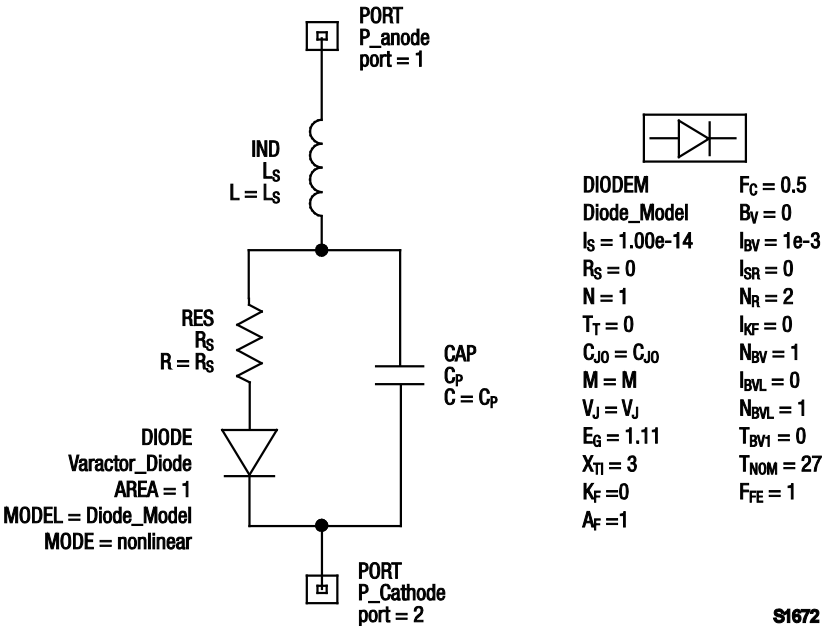 PORT
P_anode
port = 1
IND
LS
L = LS
RES
RS
R = RS
CAP
CP
C = CP
DIODE
Varactor_Diode
AREA = 1
MODEL = Diode_Model
MODE = nonlinear
PORT
P_Cathode
port = 2
DIODEM
Diode_Model
IS = 1.00e-14
RS = 0
N = 1
TT = 0
CJO = CJO
M = M
VJ = VJ
EG = 1.11
XTI = 3
KF =0
AF =1
FC = 0.5
BV = 0
IBV = 1e-3
ISR = 0
NR = 2
IKF = 0
NBV = 1
IBVL = 0
NBVL = 1
TBV1 = 0
TNOM = 27
FFE = 1
S1672